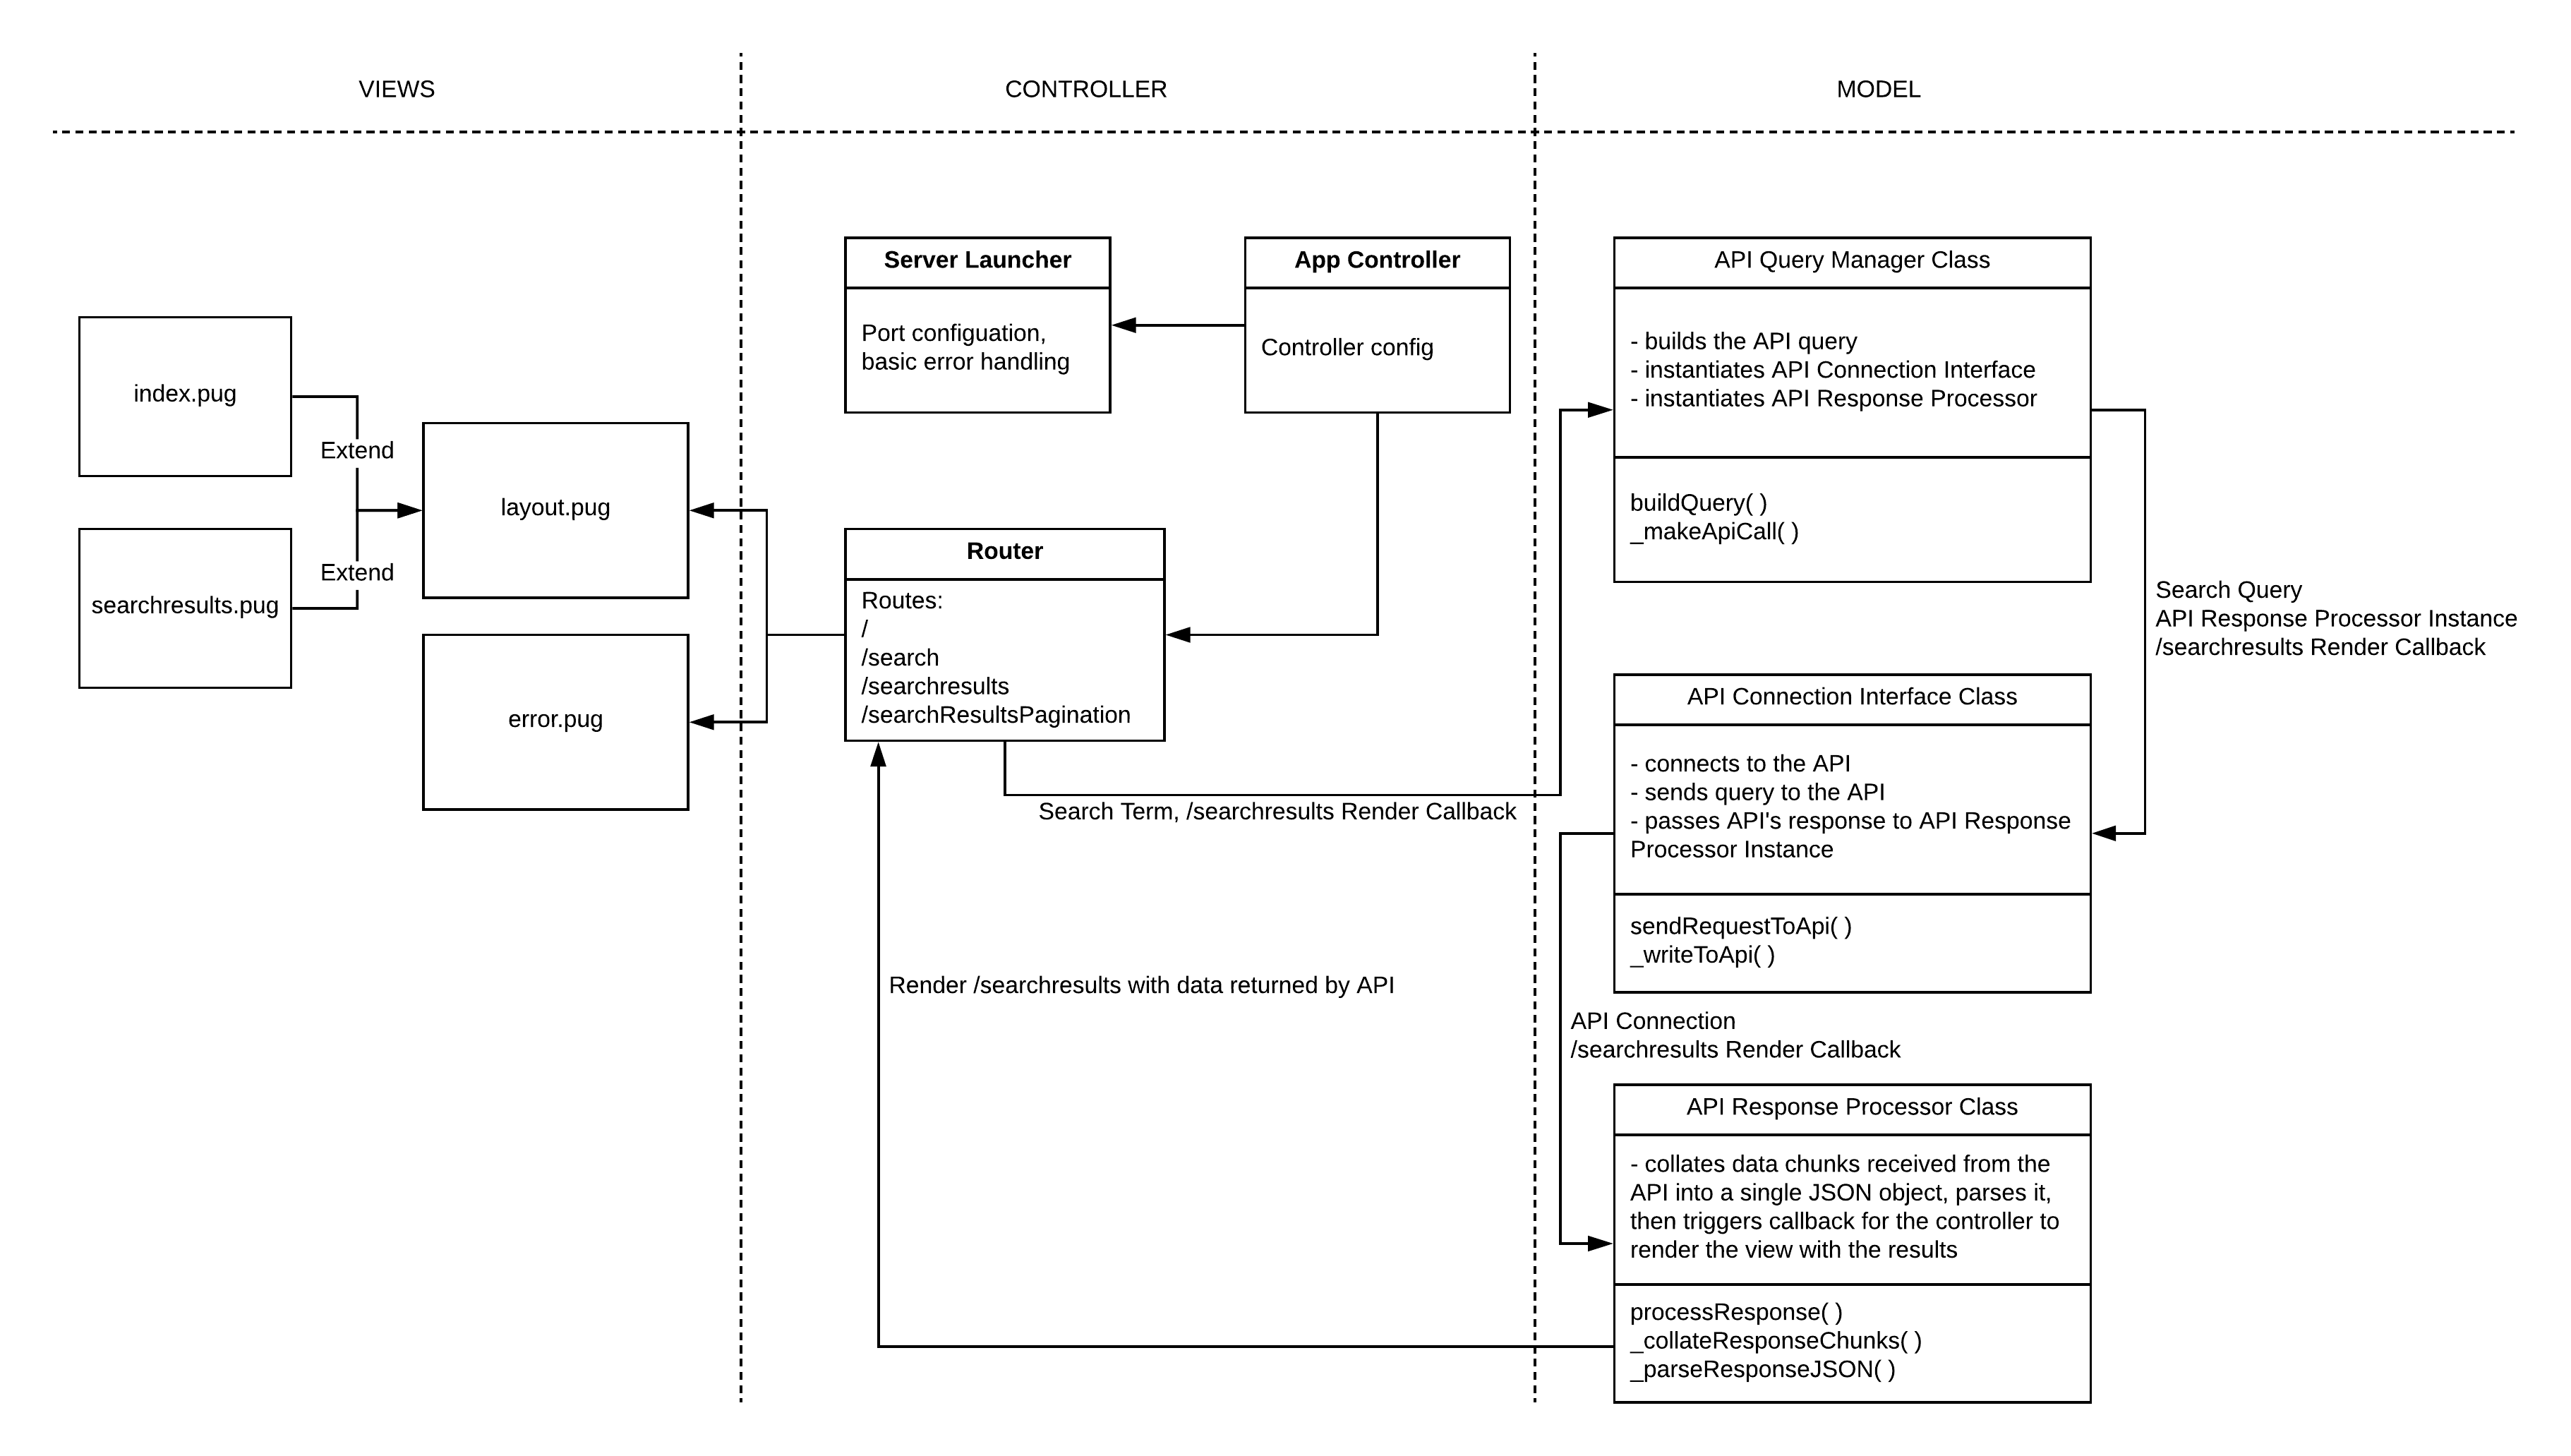 VIEWS
CONTROLLER
MODEL
index.pug
Extend
layout.pug
Extend
searchresults.pug
error.pug
Server Launcher
Port configuation,
basic error handling
App Controller
Controller config
Router
Routes:
/
/search
/searchresults
/searchResultsPagination
Search Term, /searchresults Render Callback
Render /searchresults with data returned by API
API Query Manager Class
- builds the API query
- instantiates API Connection Interface
- instantiates API Response Processor
buildQuery( )
_makeApiCall( )
Search Query
API Response Processor Instance
/searchresults Render Callback
API Connection Interface Class
- connects to the API
- sends query to the API
- passes API's response to API Response
Processor Instance
sendRequestToApi( )
_writeToApi( )
API Connection
/searchresults Render Callback
API Response Processor Class
- collates data chunks received from the
API into a single JSON object, parses it,
then triggers callback for the controller to
render the view with the results
processResponse( )
_collateResponseChunks( )
_parseResponseJSON( )